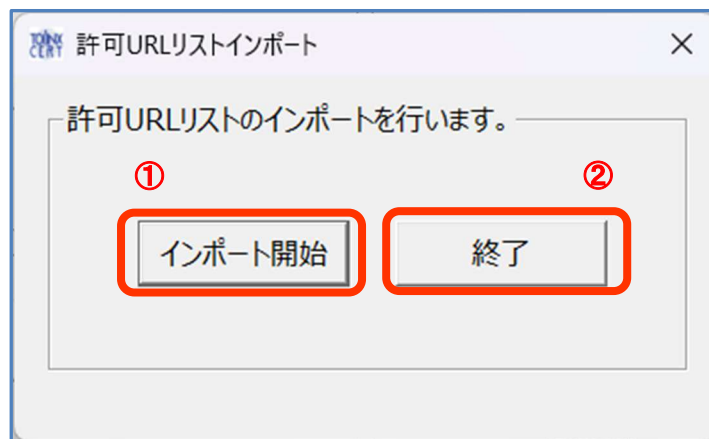 TOiNX
CERT
許可URLリストインポート
許可URLリストのインポートを行います。
① ②
インポート開始 終了